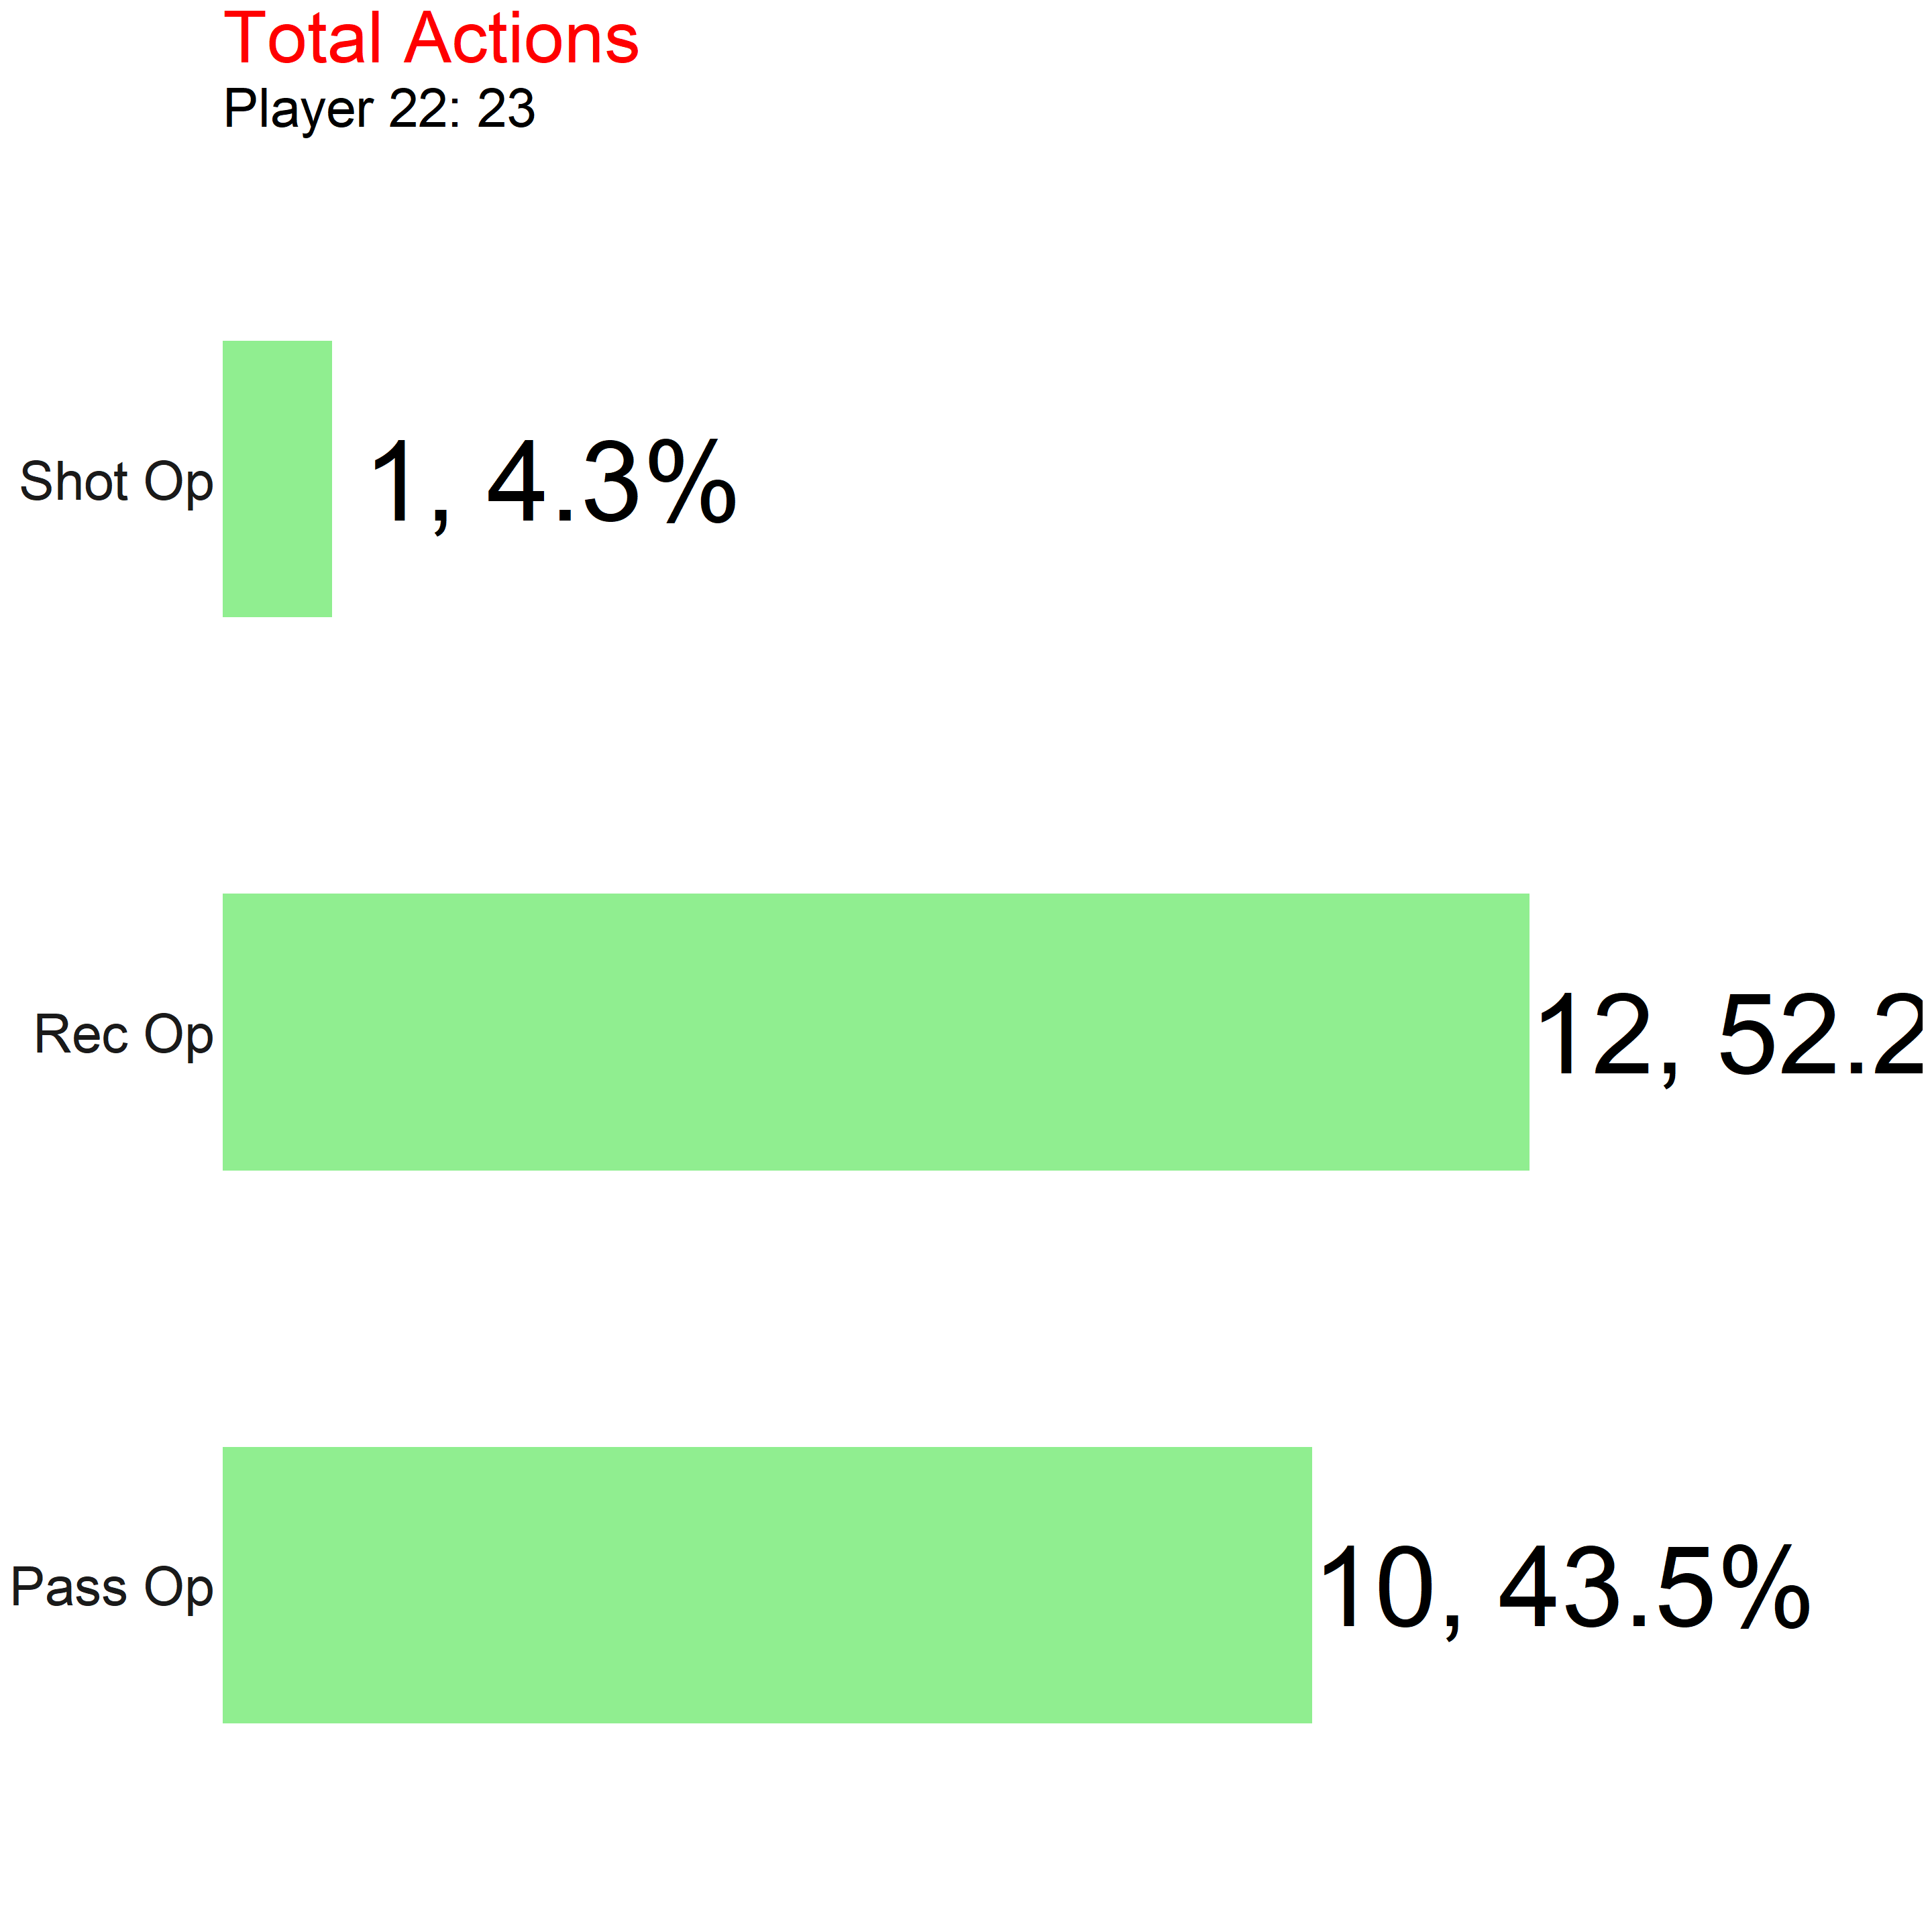 Total Actions
Player 22: 23
Shot Op 1, 4.3%
Rec Op 12, 52.2
Pass Op 10, 43.5%